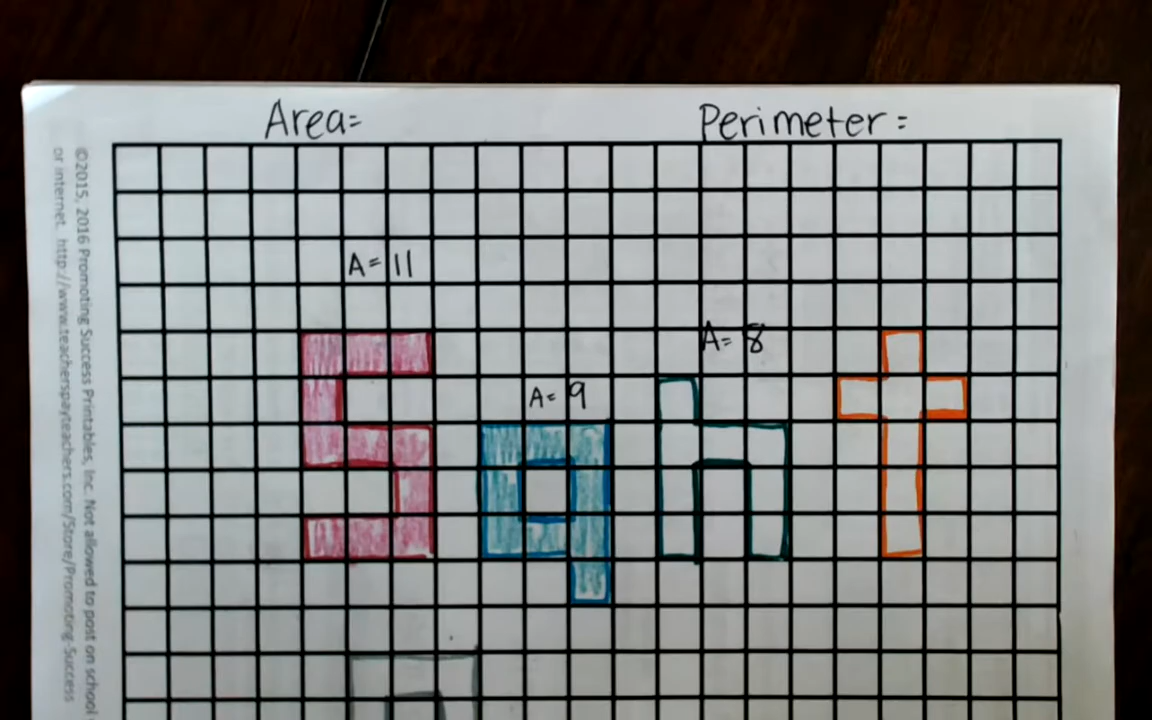 Area=
Perimeter:=
A=11
A= 8
A= 9
©2015, 2016 Promoting Success Printables, Inc. Not allowed to post on school
or internet. http://www.teacherspayteachers.com/Store/Promoting-Success